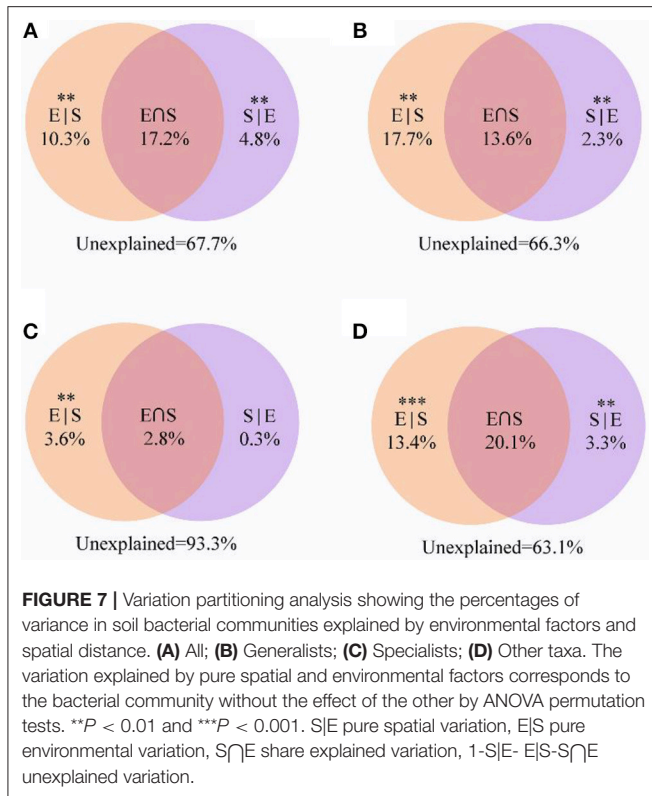 A
B
**
E|S
10.3%
E∩S
17.2%
**
S|E
4.8%
**
E|S
17.7%
E∩S
13.6%
**
S|E
2.3%
Unexplained=67.7%
Unexplained=66.3%
C
D
**
E|S
3.6%
E∩S
2.8%
S|E
0.3%
***
E|S
13.4%
E∩S
20.1%
**
S|E
3.3%
Unexplained=93.3%
Unexplained=63.1%
FIGURE 7 | Variation partitioning analysis showing the percentages of
variance in soil bacterial communities explained by environmental factors and
spatial distance. (A) All; (B) Generalists; (C) Specialists; (D) Other taxa. The
variation explained by pure spatial and environmental factors corresponds to
the bacterial community without the effect of the other by ANOVA permutation
tests. **P < 0.01 and ***P < 0.001. S|E pure spatial variation, E|S pure
environmental variation, S⋂E share explained variation, 1-S|E- E|S-S⋂E
unexplained variation.